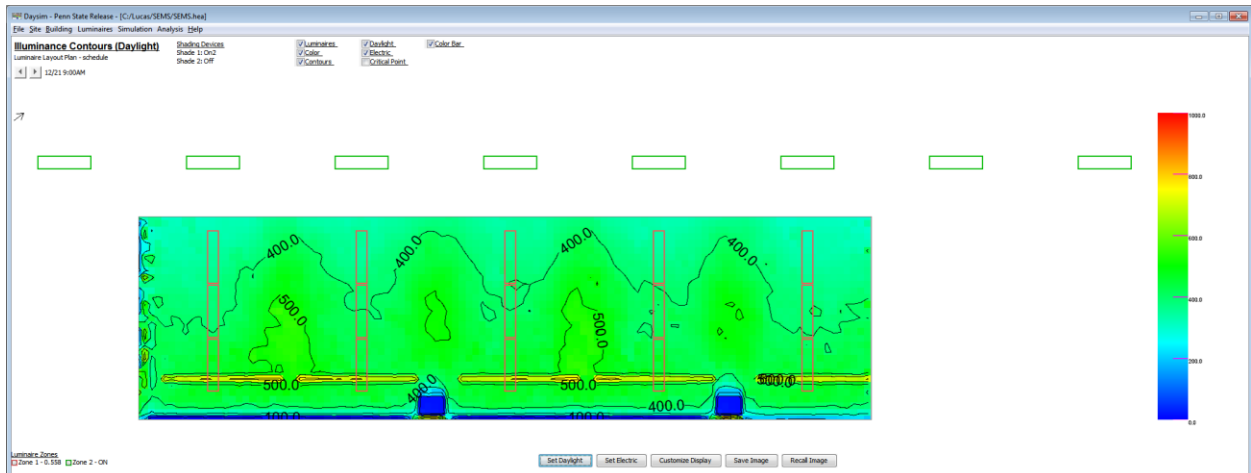 Daysim - Penn State Release - [C:/Lucas/SEMS/SEMS.hea]
File Site Building Luminaires Simulation Analysis Help
Illuminance Contours (Daylight)
Luminaire Layout Plan - schedule
12/21 9:00AM
Shading Devices
Shade 1: On2
Shade 2: Off
Luminaires Daylight Color Bar
Color Electric
Contours Critical Point
1000.0
800.0
600.0
400.0
200.0
0.0
400.0 400.0 400.0 400.0
500.0 500.0
500.0 400.0 500.0 500.0
400.0
100.0 100.0
Luminaire Zones
Zone 1 - 0.558 Zone 2 - ON
Set Daylight Set Electric Customize Display Save Image Recall Image